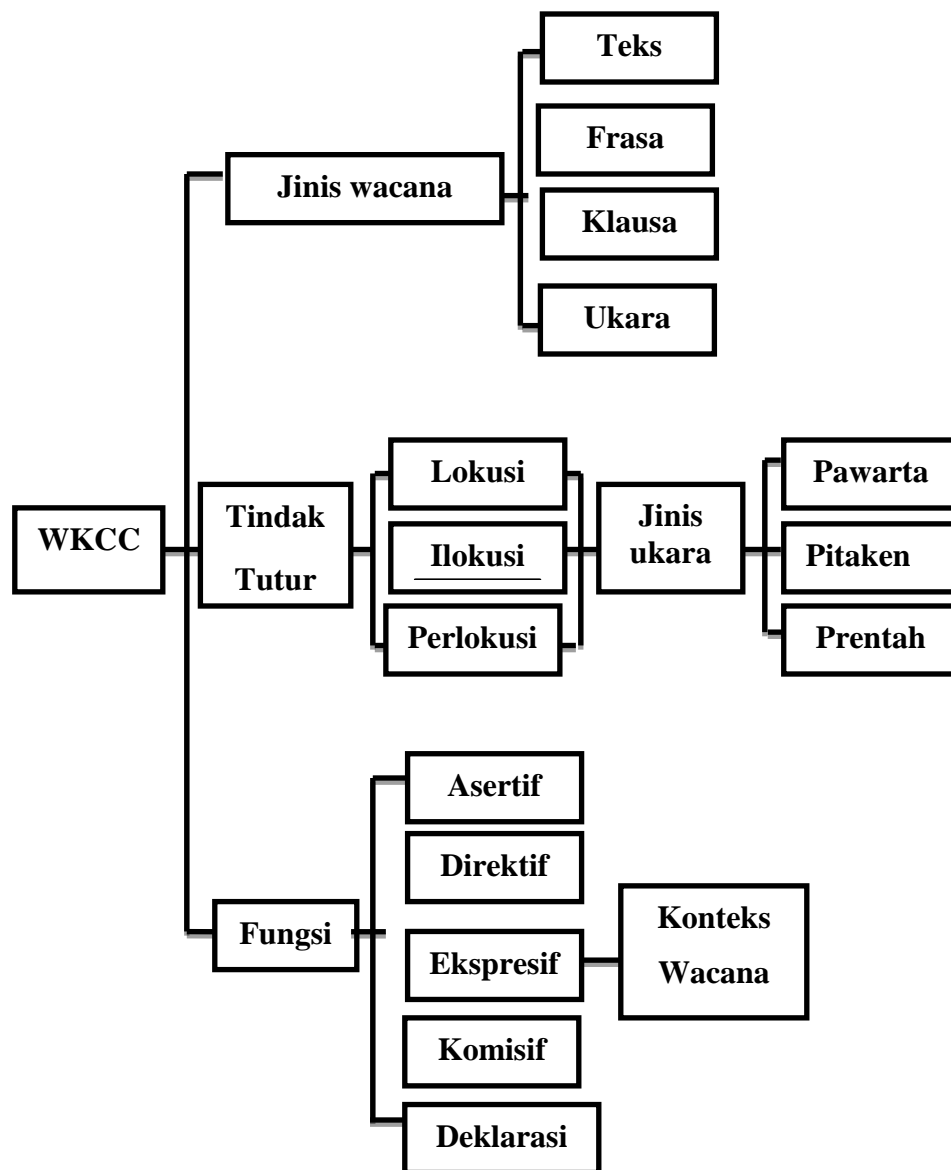 Teks
Frasa
Jinis wacana
Klausa
Ukara
WKCC
Tindak
Tutur
Lokusi
Ilokusi
Perlokusi
Jinis
ukara
Pawarta
Pitaken
Prentah
Fungsi
Asertif
Direktif
Ekspresif
Komisif
Deklarasi
Konteks
Wacana